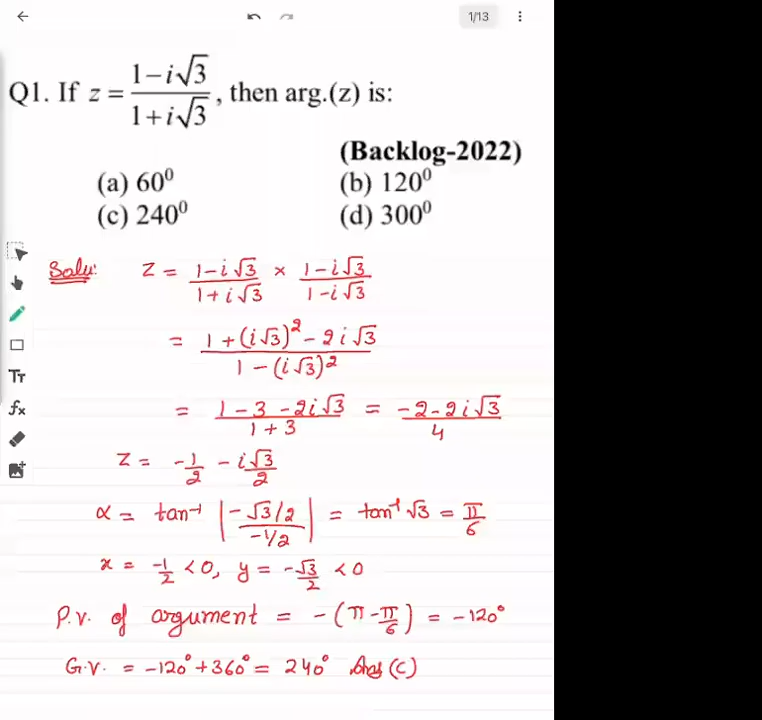 1/13
Q1. If z = (1−i√3)/(1+i√3), then arg.(z) is:
(Backlog-2022)
(a) 60⁰ (b) 120⁰
(c) 240⁰ (d) 300⁰
Solu: z = (1−i√3)/(1+i√3) × (1−i√3)/(1−i√3)
= (1+(i√3)²−2i√3)/(1−(i√3)²)
= (1−3−2i√3)/(1+3) = (−2−2i√3)/4
z = −1/2 − i√3/2
α = tan⁻¹ |(−√3/2)/(−1/2)| = tan⁻¹ √3 = π/6
x = −1/2 < 0, y = −√3/2 < 0
P.V. of argument = −(π−π/6) = −120°
G.V. = −120°+360° = 240° Ans (C)
Tт
fx